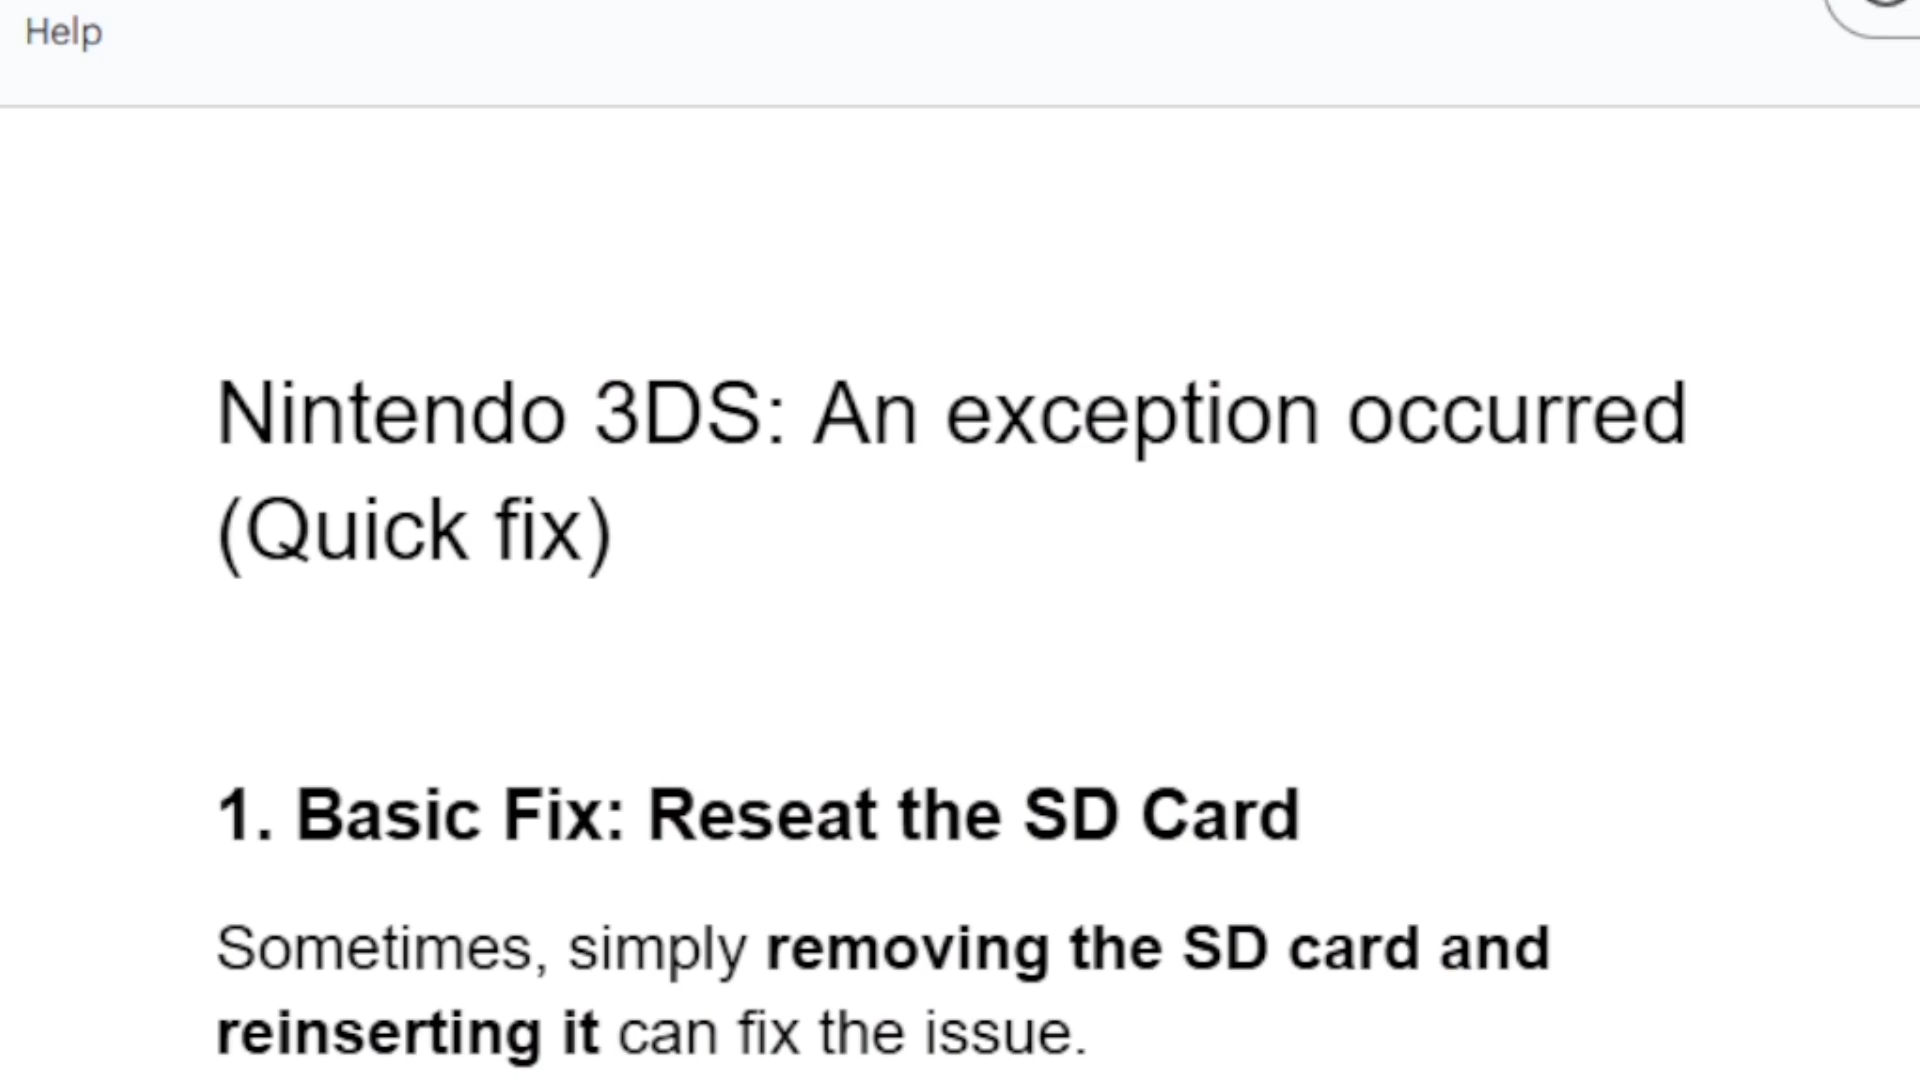 Help
Nintendo 3DS: An exception occurred
(Quick fix)
1. Basic Fix: Reseat the SD Card
Sometimes, simply removing the SD card and
reinserting it can fix the issue.